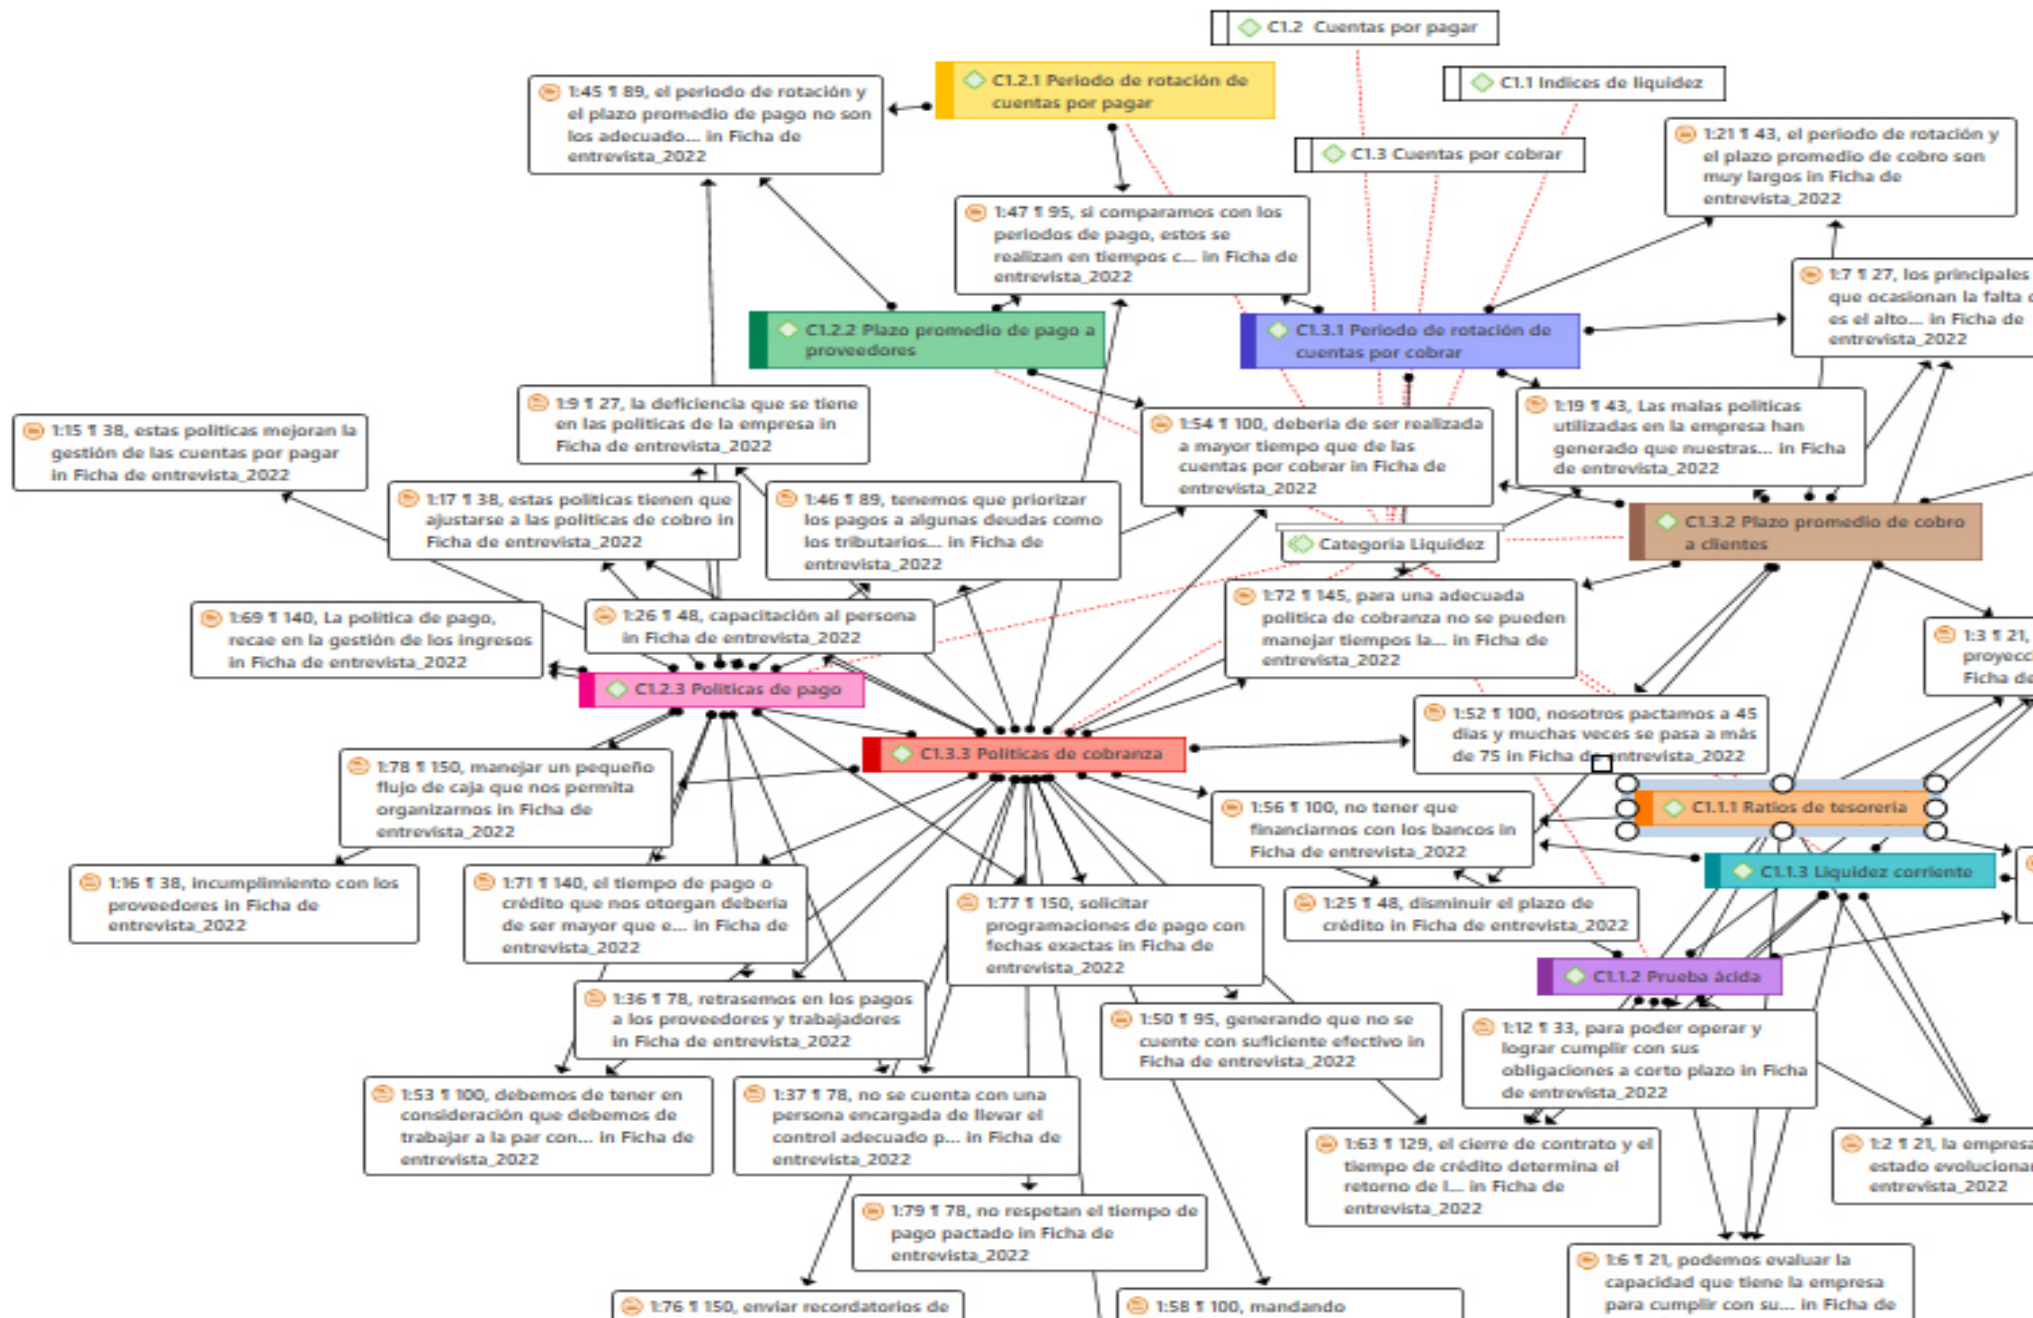 C1.2 Cuentas por pagar
C1.2.1 Periodo de rotación de
cuentas por pagar
C1.1 Indices de liquidez
1:45 ¶ 89, el periodo de rotación y
el plazo promedio de pago no son
los adecuado... in Ficha de
entrevista_2022
C1.3 Cuentas por cobrar
1:21 ¶ 43, el periodo de rotación y
el plazo promedio de cobro son
muy largos in Ficha de
entrevista_2022
1:47 ¶ 95, si comparamos con los
periodos de pago, estos se
realizan en tiempos c... in Ficha de
entrevista_2022
1:7 ¶ 27, los principales
que ocasionan la falta
es el alto... in Ficha de
entrevista_2022
C1.2.2 Plazo promedio de pago a
proveedores
C1.3.1 Periodo de rotación de
cuentas por cobrar
1:9 ¶ 27, la deficiencia que se tiene
en las politicas de la empresa in
Ficha de entrevista_2022
1:19 ¶ 43, Las malas politicas
utilizadas en la empresa han
generado que nuestras... in Ficha
de entrevista_2022
1:15 ¶ 38, estas politicas mejoran la
gestión de las cuentas por pagar
in Ficha de entrevista_2022
1:54 ¶ 100, deberia de ser realizada
a mayor tiempo que de las
cuentas por cobrar in Ficha de
entrevista_2022
1:17 ¶ 38, estas politicas tienen que
ajustarse a las politicas de cobro in
Ficha de entrevista_2022
1:46 ¶ 89, tenemos que priorizar
los pagos a algunas deudas como
los tributarios... in Ficha de
entrevista_2022
C1.3.2 Plazo promedio de cobro
a clientes
Categoria Liquidez
1:72 ¶ 145, para una adecuada
politica de cobranza no se pueden
manejar tiempos la... in Ficha de
entrevista_2022
1:69 ¶ 140, La politica de pago,
recae en la gestión de los ingresos
in Ficha de entrevista_2022
1:26 ¶ 48, capacitación al persona
in Ficha de entrevista_2022
1:3 ¶ 21,
proyecc
Ficha de
C1.2.3 Politicas de pago
1:52 ¶ 100, nosotros pactamos a 45
dias y muchas veces se pasa a más
de 75 in Ficha de entrevista_2022
C1.3.3 Politicas de cobranza
1:78 ¶ 150, manejar un pequeño
flujo de caja que nos permita
organizarnos in Ficha de
entrevista_2022
1:56 ¶ 100, no tener que
financiarnos con los bancos in
Ficha de entrevista_2022
C1.1.1 Ratios de tesoreria
C1.1.3 Liquidez corriente
1:16 ¶ 38, incumplimiento con los
proveedores in Ficha de
entrevista_2022
1:71 ¶ 140, el tiempo de pago o
crédito que nos otorgan deberia
de ser mayor que e... in Ficha de
entrevista_2022
1:77 ¶ 150, solicitar
programaciones de pago con
fechas exactas in Ficha de
entrevista_2022
1:25 ¶ 48, disminuir el plazo de
crédito in Ficha de entrevista_2022
C1.1.2 Prueba ácida
1:36 ¶ 78, retrasemos en los pagos
a los proveedores y trabajadores
in Ficha de entrevista_2022
1:50 ¶ 95, generando que no se
cuente con suficiente efectivo in
Ficha de entrevista_2022
1:12 ¶ 33, para poder operar y
lograr cumplir con sus
obligaciones a corto plazo in Ficha
de entrevista_2022
1:53 ¶ 100, debemos de tener en
consideración que debemos de
trabajar a la par con... in Ficha de
entrevista_2022
1:37 ¶ 78, no se cuenta con una
persona encargada de llevar el
control adecuado p... in Ficha de
entrevista_2022
1:63 ¶ 129, el cierre de contrato y el
tiempo de crédito determina el
retorno de l... in Ficha de
entrevista_2022
1:2 ¶ 21, la empresa
estado evoluciona
entrevista_2022
1:79 ¶ 78, no respetan el tiempo de
pago pactado in Ficha de
entrevista_2022
1:6 ¶ 21, podemos evaluar la
capacidad que tiene la empresa
para cumplir con su... in Ficha de
1:76 ¶ 150, enviar recordatorios de
1:58 ¶ 100, mandando